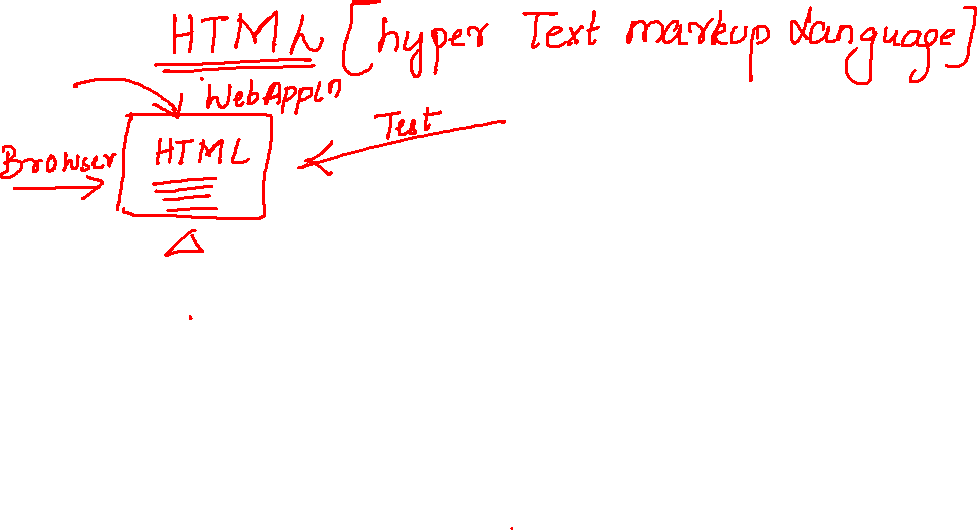 HTML [hyper Text markup Language]
WebAppln
Test
Browser
HTML